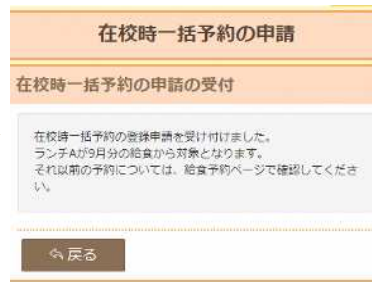 在校時一括予約の申請
在校時一括予約の申請の受付
在校時一括予約の登録申請を受け付けました。
ランチAが9月分の給食から対象となります。
それ以前の予約については、給食予約ページで確認してくださ
い。
戻る